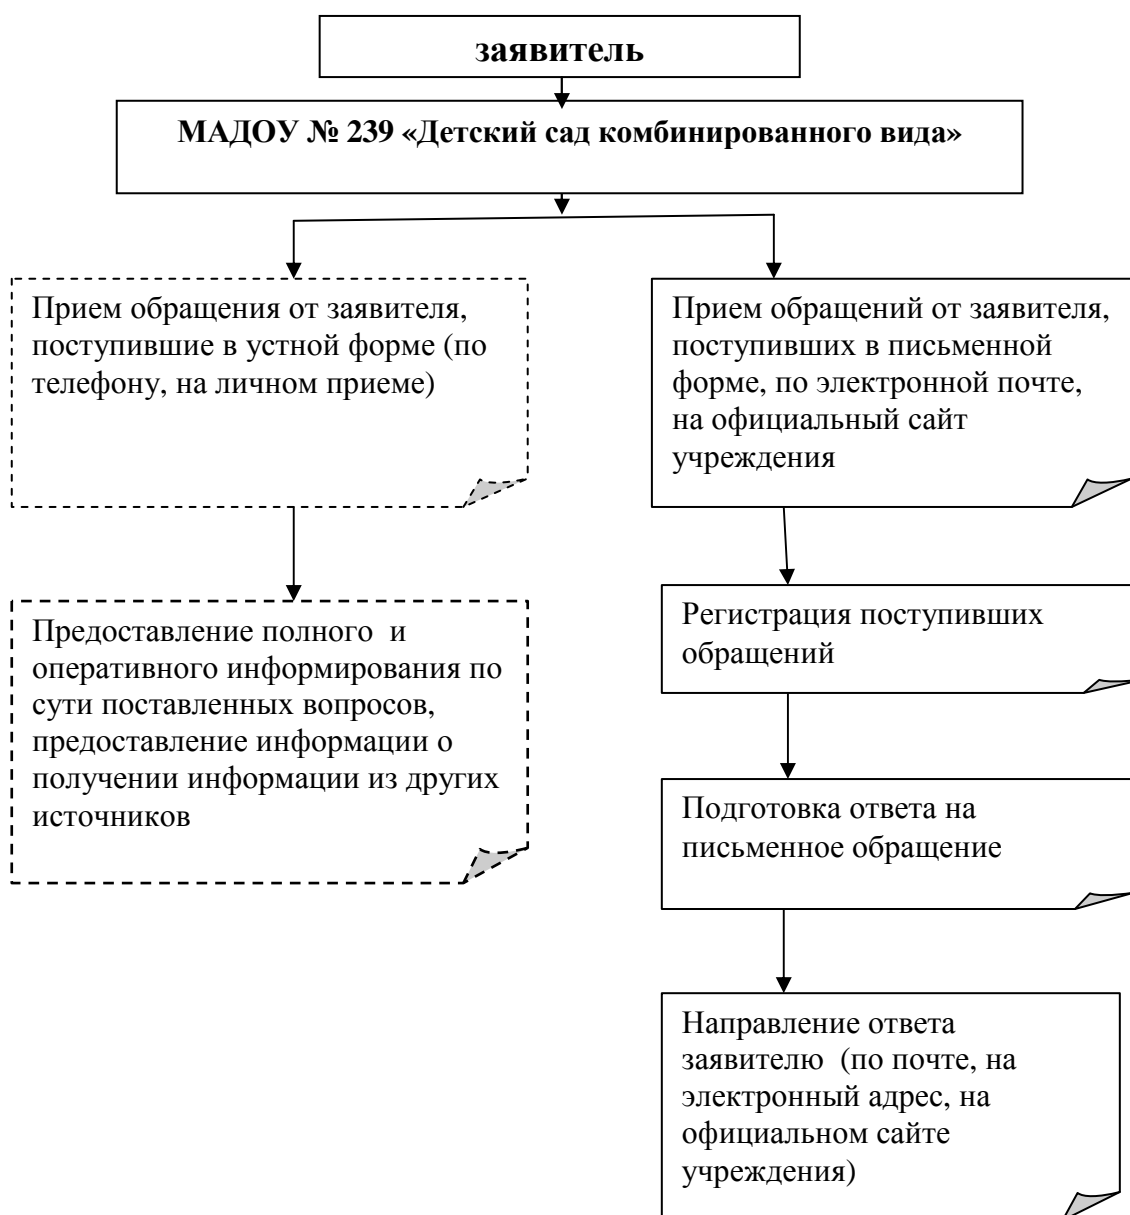 заявитель
МАДОУ № 239 «Детский сад комбинированного вида»
Прием обращения от заявителя,
поступившие в устной форме (по
телефону, на личном приеме)
Прием обращений от заявителя,
поступивших в письменной
форме, по электронной почте,
на официальный сайт
учреждения
Предоставление полного и
оперативного информирования по
сути поставленных вопросов,
предоставление информации о
получении информации из других
источников
Регистрация поступивших
обращений
Подготовка ответа на
письменное обращение
Направление ответа
заявителю (по почте, на
электронный адрес, на
официальном сайте
учреждения)